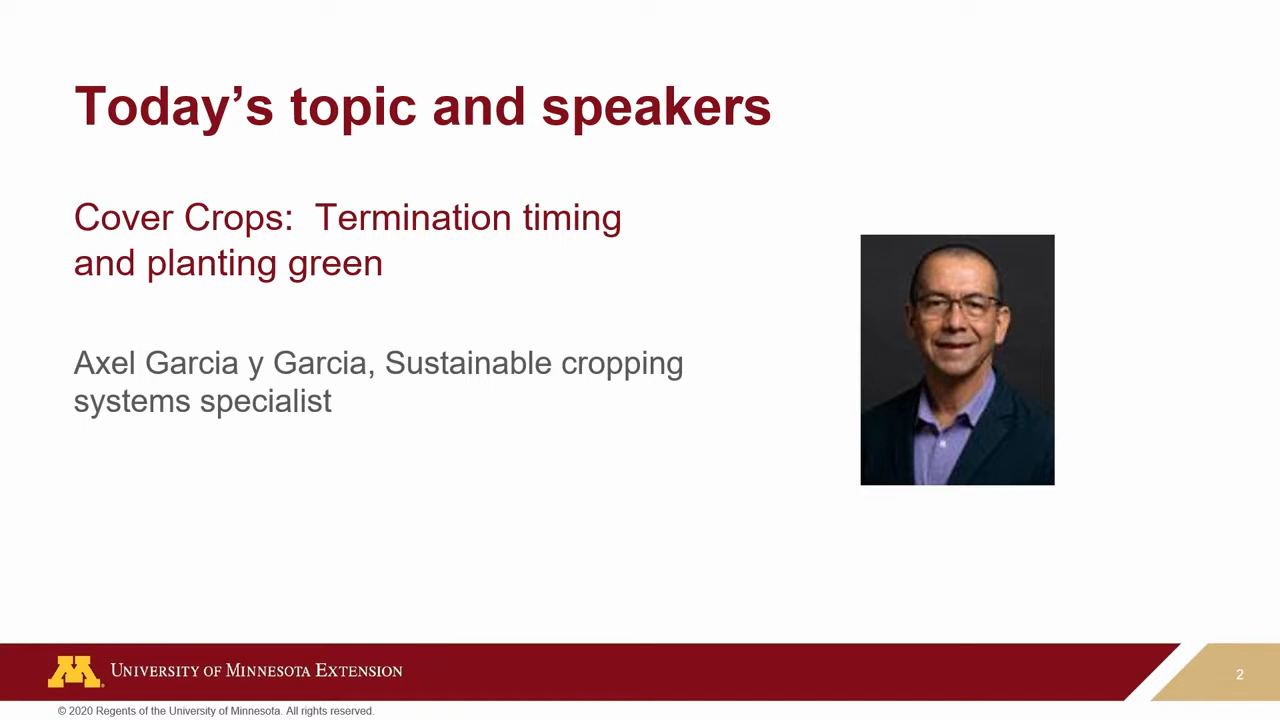 Today’s topic and speakers
Cover Crops:  Termination timing
and planting green
Axel Garcia y Garcia, Sustainable cropping
systems specialist
M
University of Minnesota Extension
2
© 2020 Regents of the University of Minnesota. All rights reserved.